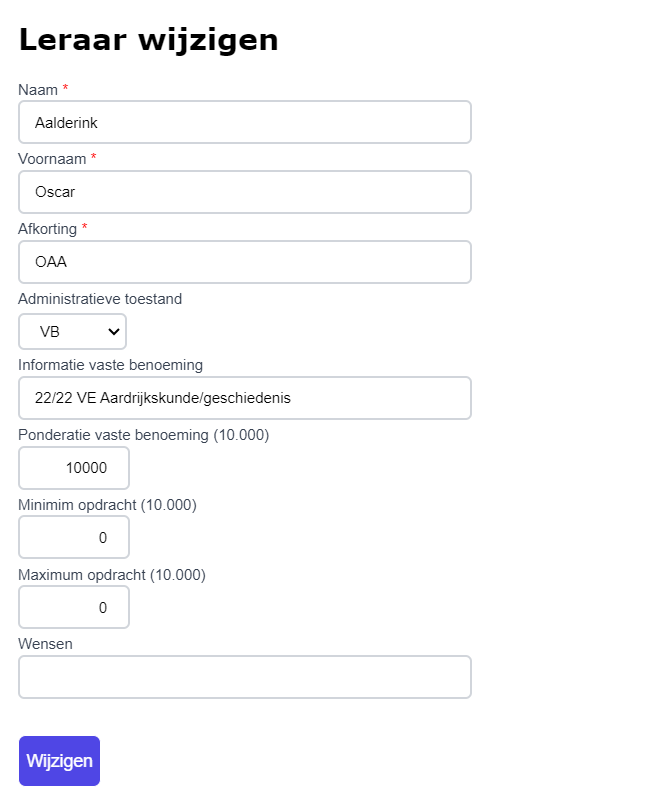 Leraar wijzigen
Naam *
Aalderink
Voornaam *
Oscar
Afkorting *
OAA
Administratieve toestand
VB
Informatie vaste benoeming
22/22 VE Aardrijkskunde/geschiedenis
Ponderatie vaste benoeming (10.000)
10000
Minimim opdracht (10.000)
0
Maximum opdracht (10.000)
0
Wensen
Wijzigen